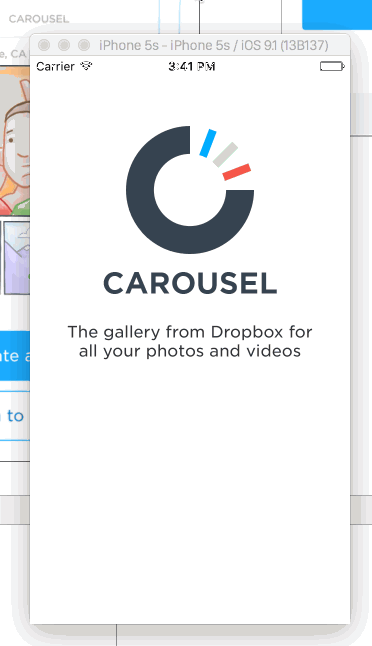 CAROUSEL
iPhone 5s – iPhone 5s / iOS 9.1 (13B137)
e, CA
Carrier
3:41 PM
CAROUSEL
The gallery from Dropbox for
all your photos and videos
ate a
to